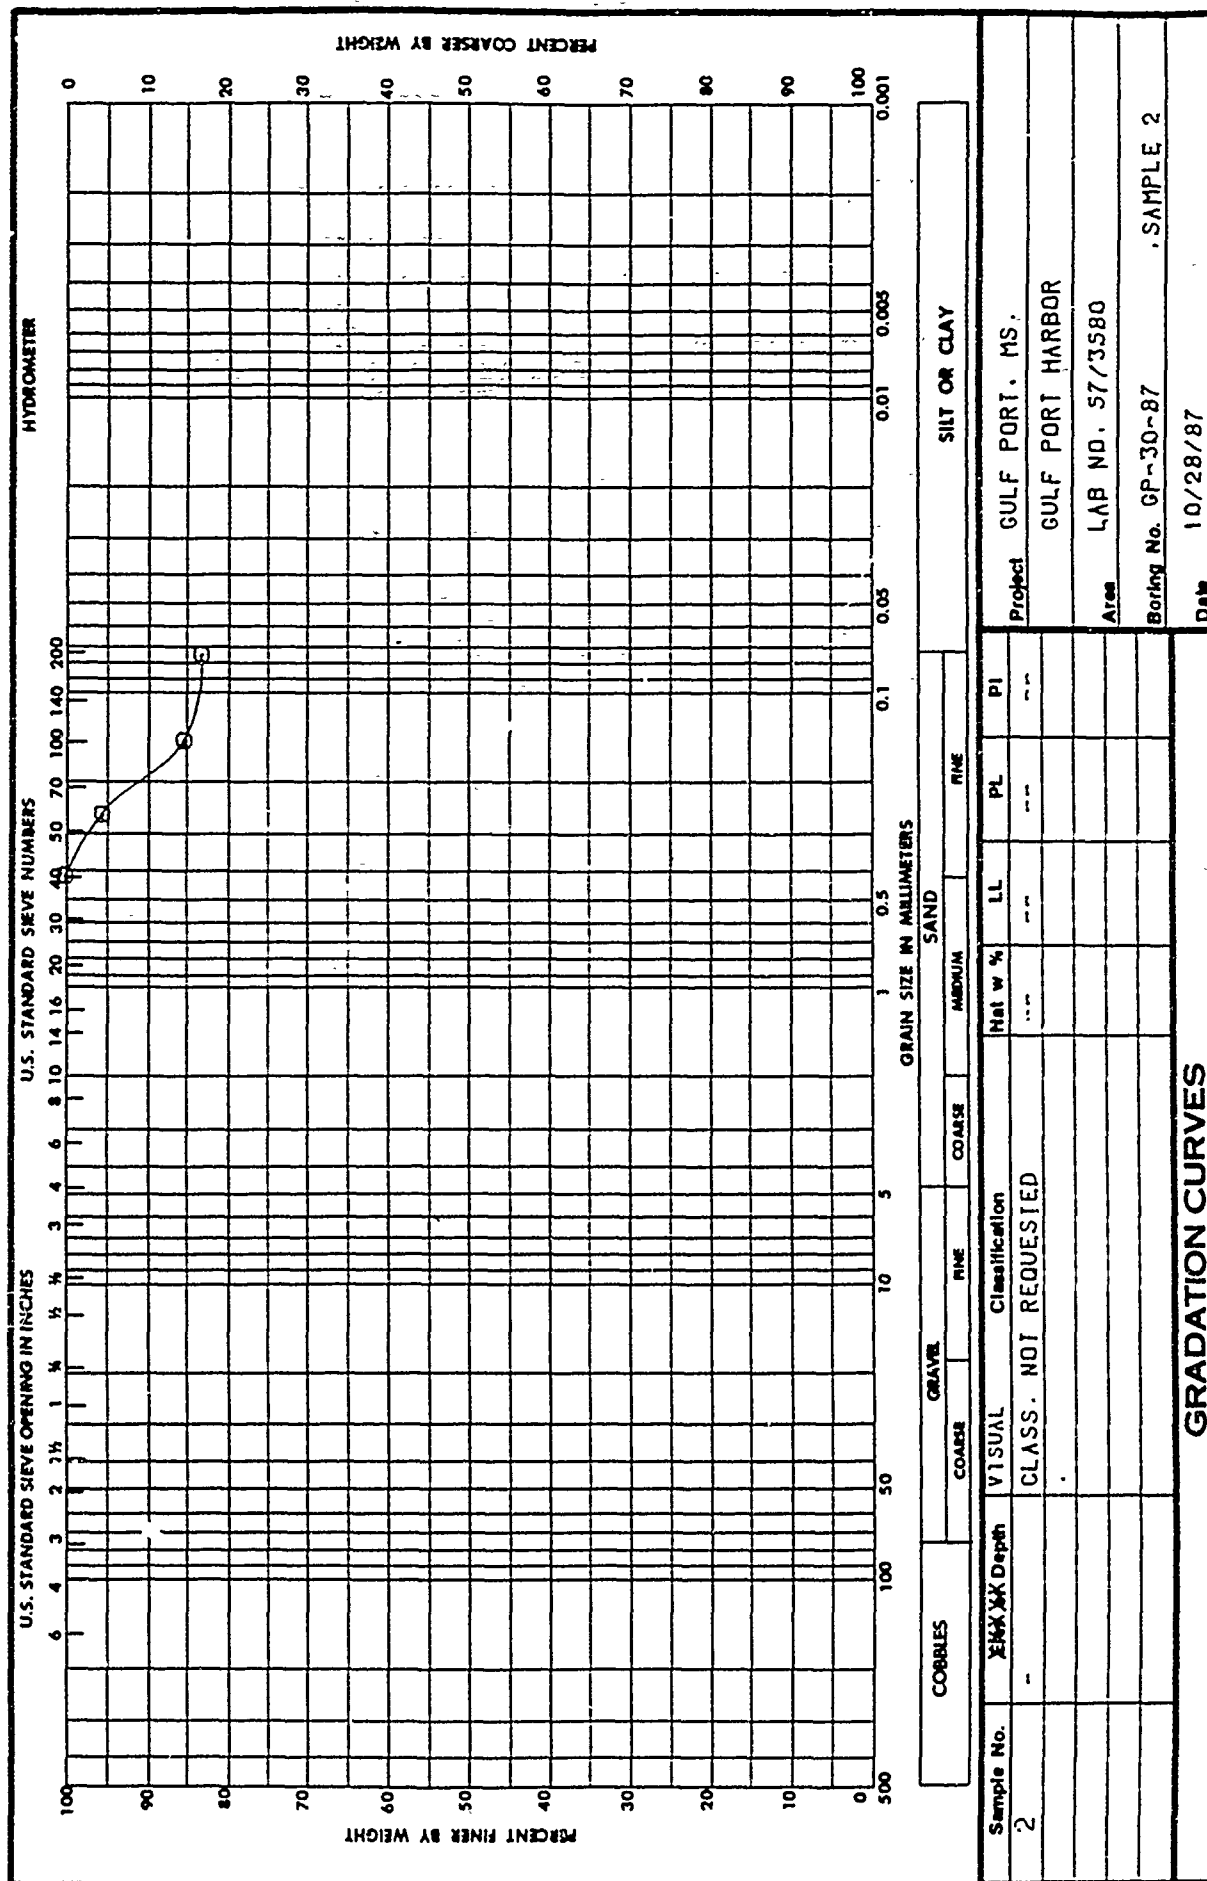 U.S. STANDARD SIEVE OPENING IN INCHES U.S. STANDARD SIEVE NUMBERS HYDROMETER
6 4 3 2 1½ 1 ¾ ½ ⅜ 3 4 6 8 10 14 16 20 30 40 50 70 100 140 200
PERCENT FINER BY WEIGHT
100
90
80
70
60
50
40
30
20
10
0
PERCENT COARSER BY WEIGHT
0
10
20
30
40
50
60
70
80
90
100
500 100 50 10 5 1 0.5 0.1 0.05 0.01 0.005 0.001
GRAIN SIZE IN MILLIMETERS
COBBLES GRAVEL SAND SILT OR CLAY
COARSE FINE COARSE MEDIUM FINE
Sample No. Depth VISUAL Classification Nat w % LL PL PI
2 - CLASS. NOT REQUESTED -- -- -- --
Project GULF PORT. MS.
GULF PORT HARBOR
LAB NO. 57/3580
Area
Boring No. GP-30-87 , SAMPLE 2
Date 10/28/87
GRADATION CURVES